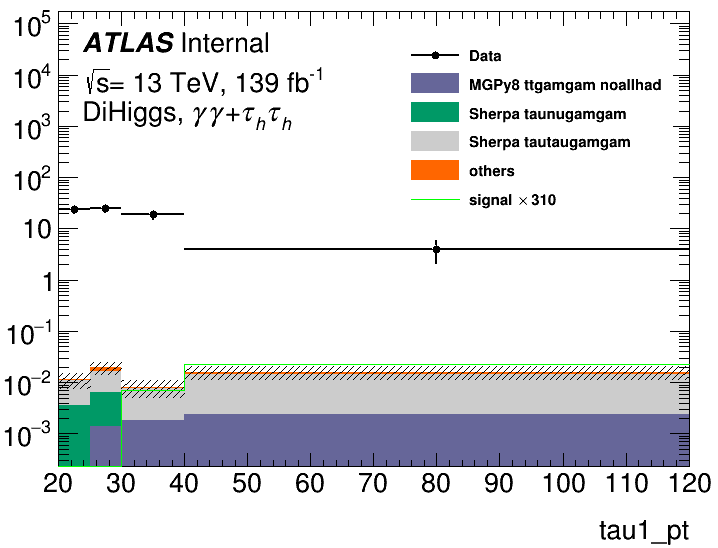 ATLAS Internal
√s= 13 TeV, 139 fb⁻¹
DiHiggs, γγ+τₕτₕ
Data
MGPy8 ttgamgam noallhad
Sherpa taunugamgam
Sherpa tautaugamgam
others
signal × 310
10⁵
10⁴
10³
10²
10
1
10⁻¹
10⁻²
10⁻³
20 30 40 50 60 70 80 90 100 110 120
tau1_pt